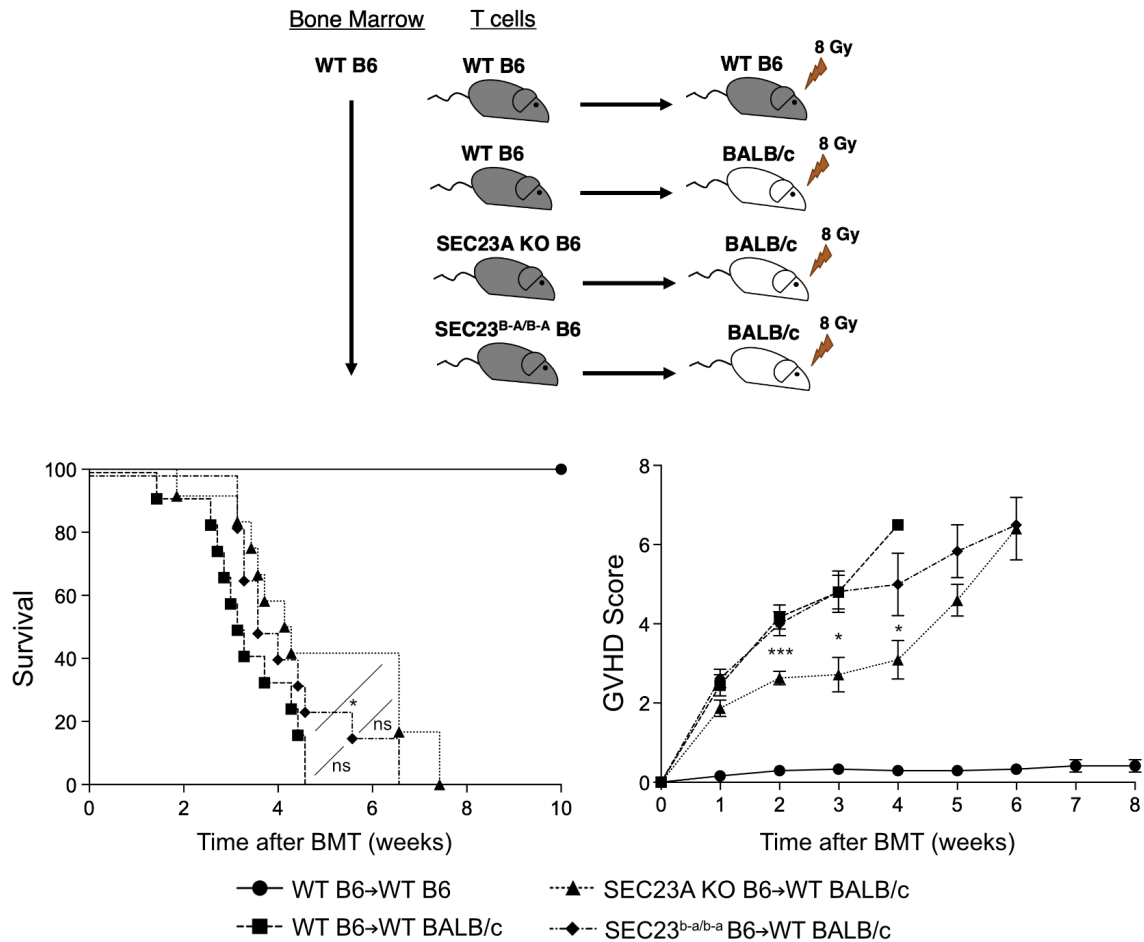 Bone Marrow T cells
WT B6 WT B6 WT B6 8 Gy
WT B6 BALB/c 8 Gy
SEC23A KO B6 BALB/c 8 Gy
SEC23ᴮ⁻ᴬ/ᴮ⁻ᴬ B6 BALB/c 8 Gy
100
80
60
40
20
0
Survival
*
ns
ns
0 2 4 6 8 10
Time after BMT (weeks)
8
6
4
2
0
GVHD Score
***
*
*
0 1 2 3 4 5 6 7 8
Time after BMT (weeks)
WT B6→WT B6 SEC23A KO B6→WT BALB/c
WT B6→WT BALB/c SEC23ᵇ⁻ᵃ/ᵇ⁻ᵃ B6→WT BALB/c